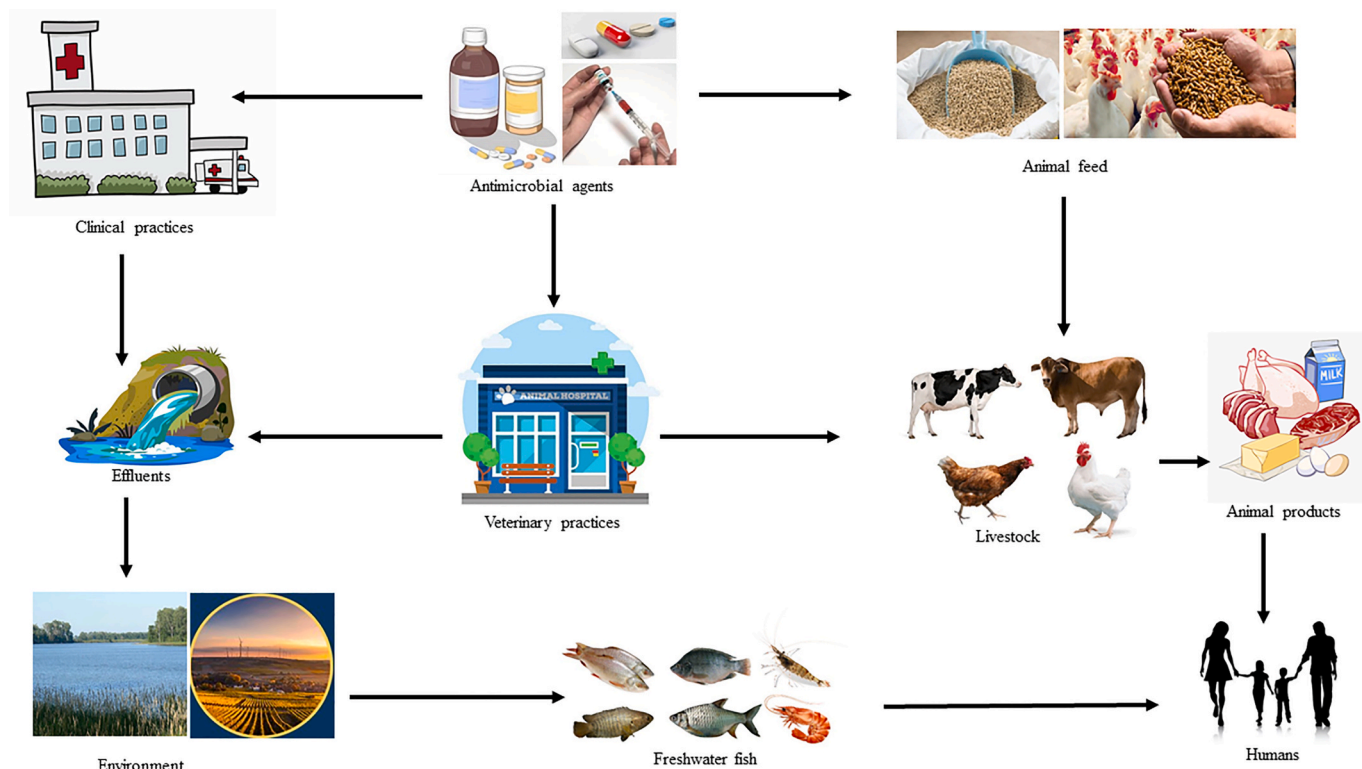 Antimicrobial agents
Animal feed
Clinical practices
MILK
ANIMAL HOSPITAL
Effluents
Veterinary practices
Livestock
Animal products
Environment
Freshwater fish
Humans